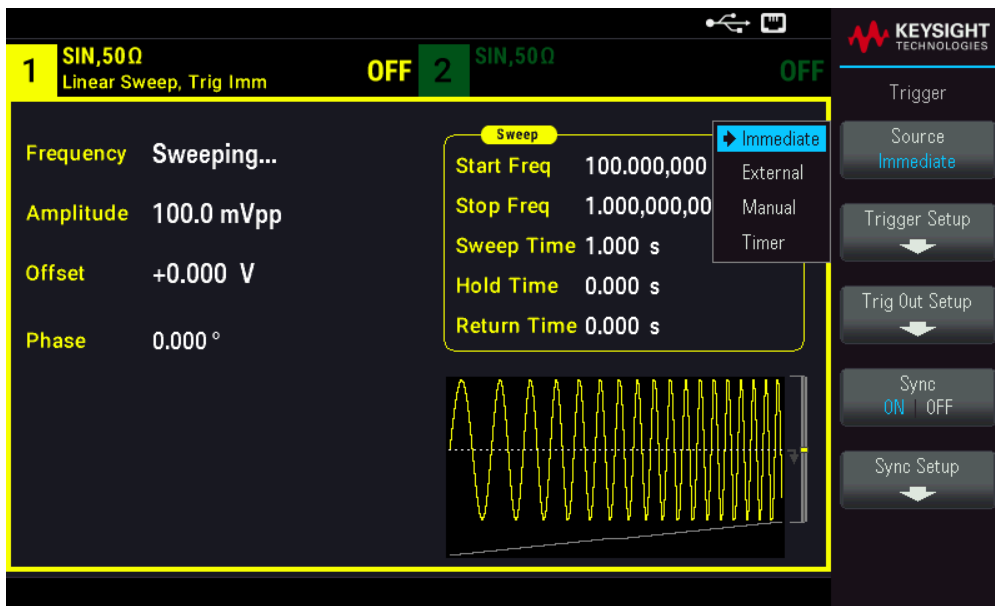 1 SIN,50Ω OFF
Linear Sweep, Trig Imm
2 SIN,50Ω OFF
Frequency Sweeping...
Amplitude 100.0 mVpp
Offset +0.000 V
Phase 0.000 °
Sweep
Start Freq 100.000,000
Stop Freq 1.000,000,00
Sweep Time 1.000 s
Hold Time 0.000 s
Return Time 0.000 s
Immediate
External
Manual
Timer
KEYSIGHT
TECHNOLOGIES
Trigger
Source
Immediate
Trigger Setup
Trig Out Setup
Sync
ON | OFF
Sync Setup